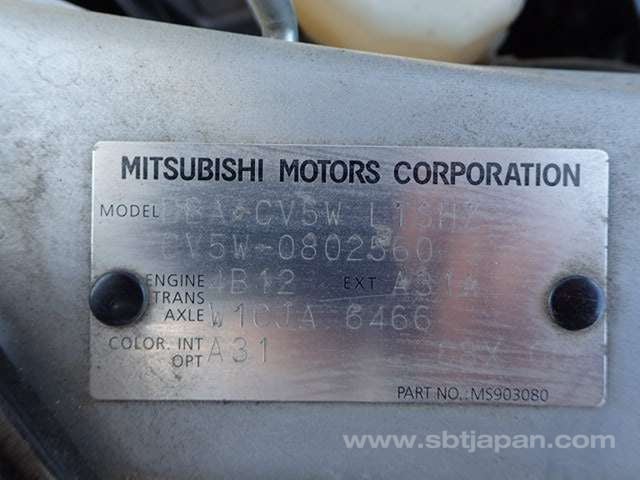 MITSUBISHI MOTORS CORPORATION
MODEL DBA-CV5W
CV5W-0802560
ENGINE 4B12 EXT A31A
TRANS
AXLE W1CJA 6466
COLOR. INT
OPT A31
PART NO.:MS903080
www.sbtjapan.com